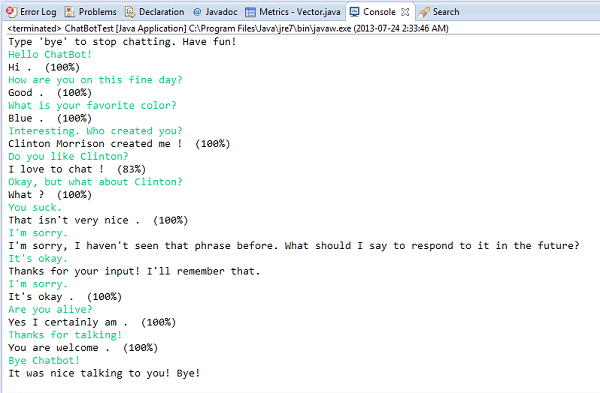 Error Log Problems Declaration @ Javadoc Metrics - Vector.java Console Search
<terminated> ChatBotTest [Java Application] C:\Program Files\Java\jre7\bin\javaw.exe (2013-07-24 2:33:46 AM)
Type 'bye' to stop chatting. Have fun!
Hello ChatBot!
Hi .  (100%)
How are you on this fine day?
Good .  (100%)
What is your favorite color?
Blue .  (100%)
Interesting. Who created you?
Clinton Morrison created me !  (100%)
Do you like Clinton?
I love to chat !  (83%)
Okay, but what about Clinton?
What ?  (100%)
You suck.
That isn't very nice .  (100%)
I'm sorry.
I'm sorry, I haven't seen that phrase before. What should I say to respond to it in the future?
It's okay.
Thanks for your input! I'll remember that.
I'm sorry.
It's okay .  (100%)
Are you alive?
Yes I certainly am .  (100%)
Thanks for talking!
You are welcome .  (100%)
Bye Chatbot!
It was nice talking to you! Bye!